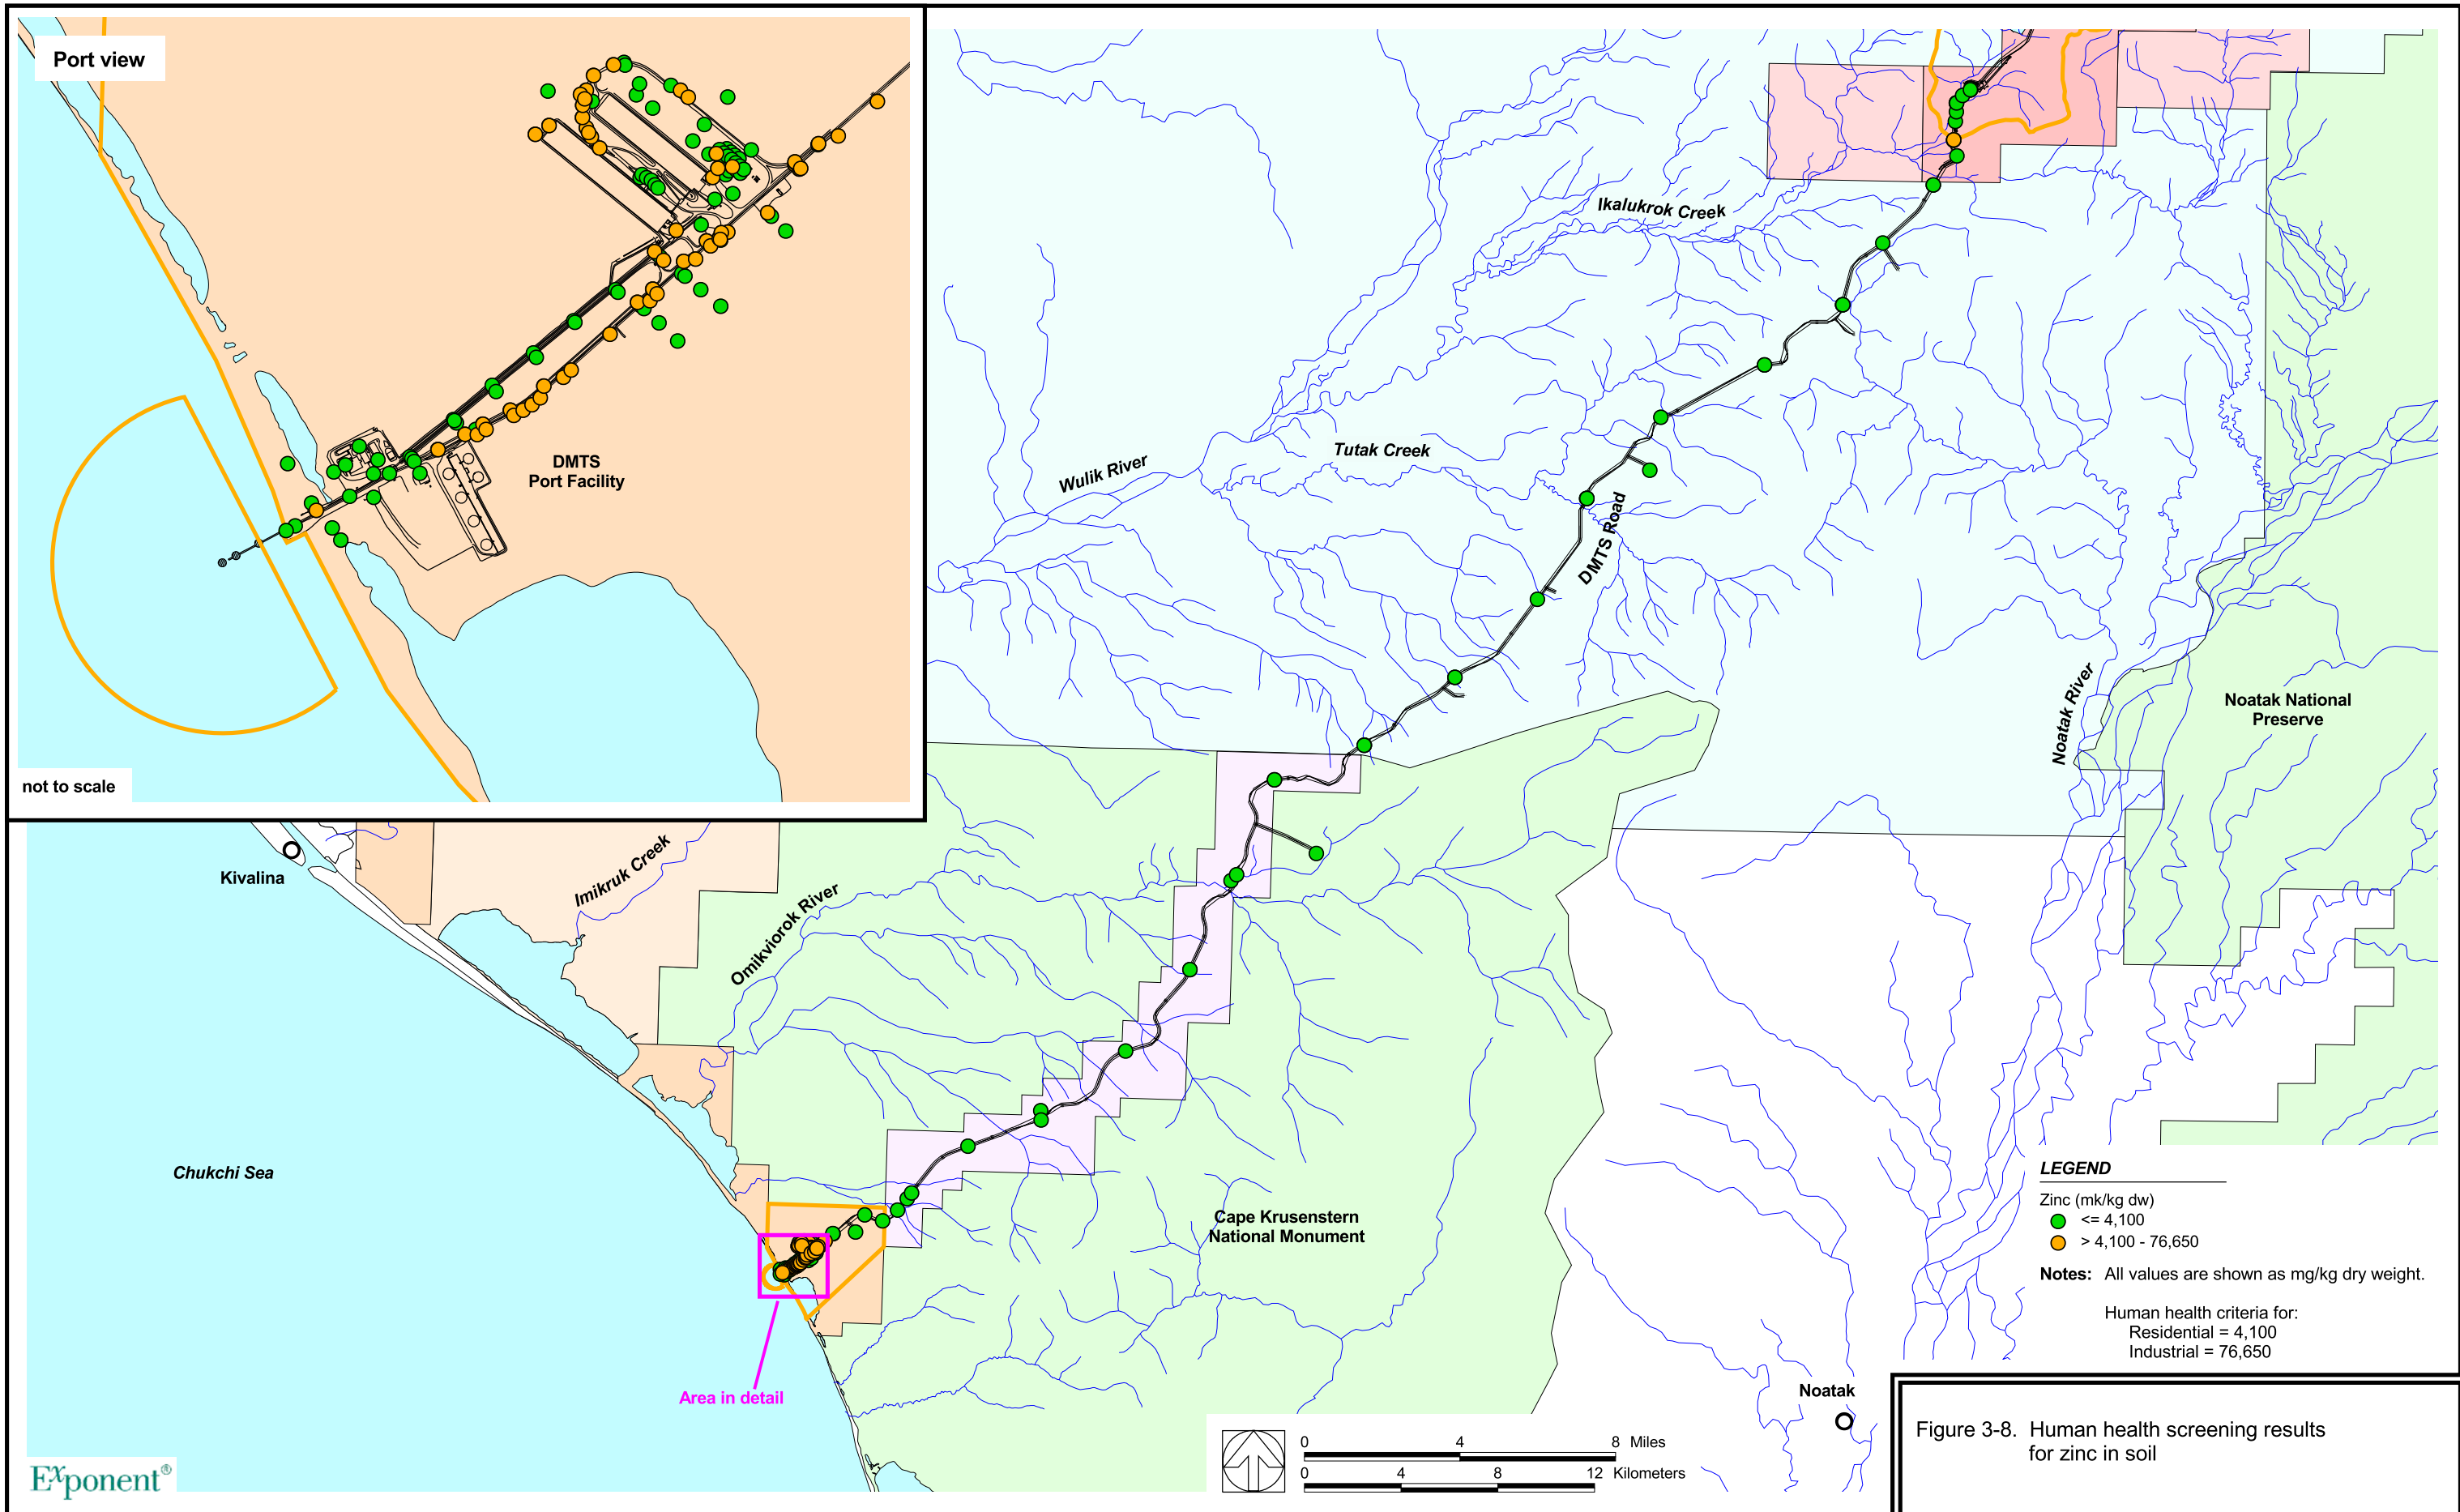 Port view
DMTS
Port Facility
not to scale
Ikalukrok Creek
Wulik River
Tutak Creek
DMTS Road
Noatak River
Noatak National
Preserve
Kivalina
Imikruk Creek
Omikviorok River
Chukchi Sea
Cape Krusenstern
National Monument
Area in detail
Noatak
LEGEND
Zinc (mk/kg dw)
<= 4,100
> 4,100 - 76,650
Notes: All values are shown as mg/kg dry weight.
Human health criteria for:
Residential = 4,100
Industrial = 76,650
0 4 8 Miles
0 4 8 12 Kilometers
Exponent®
Figure 3-8. Human health screening results
for zinc in soil